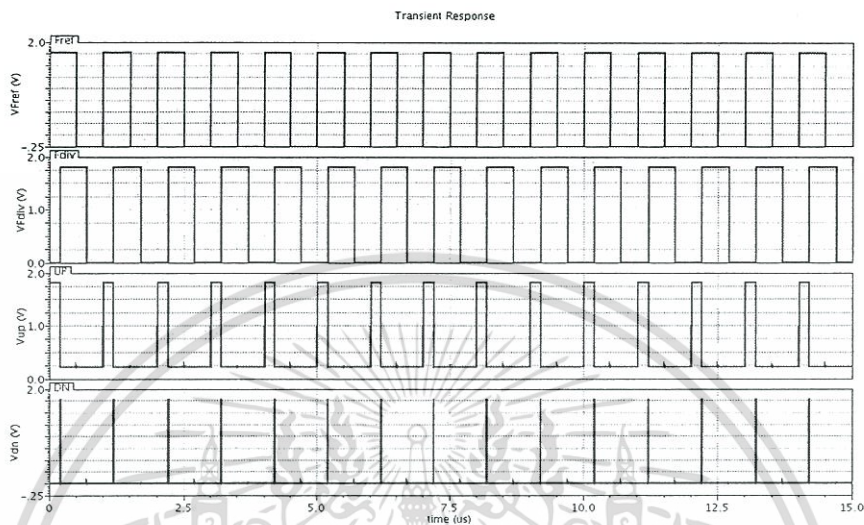 Transient Response
Fref
2.0
VFref (V)
-.25
Fdiv
2.0
1.0
0.0
VFdiv (V)
UP
2.0
1.0
0.0
Vup (V)
DN
2.0
Vdn (V)
-.25
0 2.5 5.0 7.5 10.0 12.5 15.0
time (us)